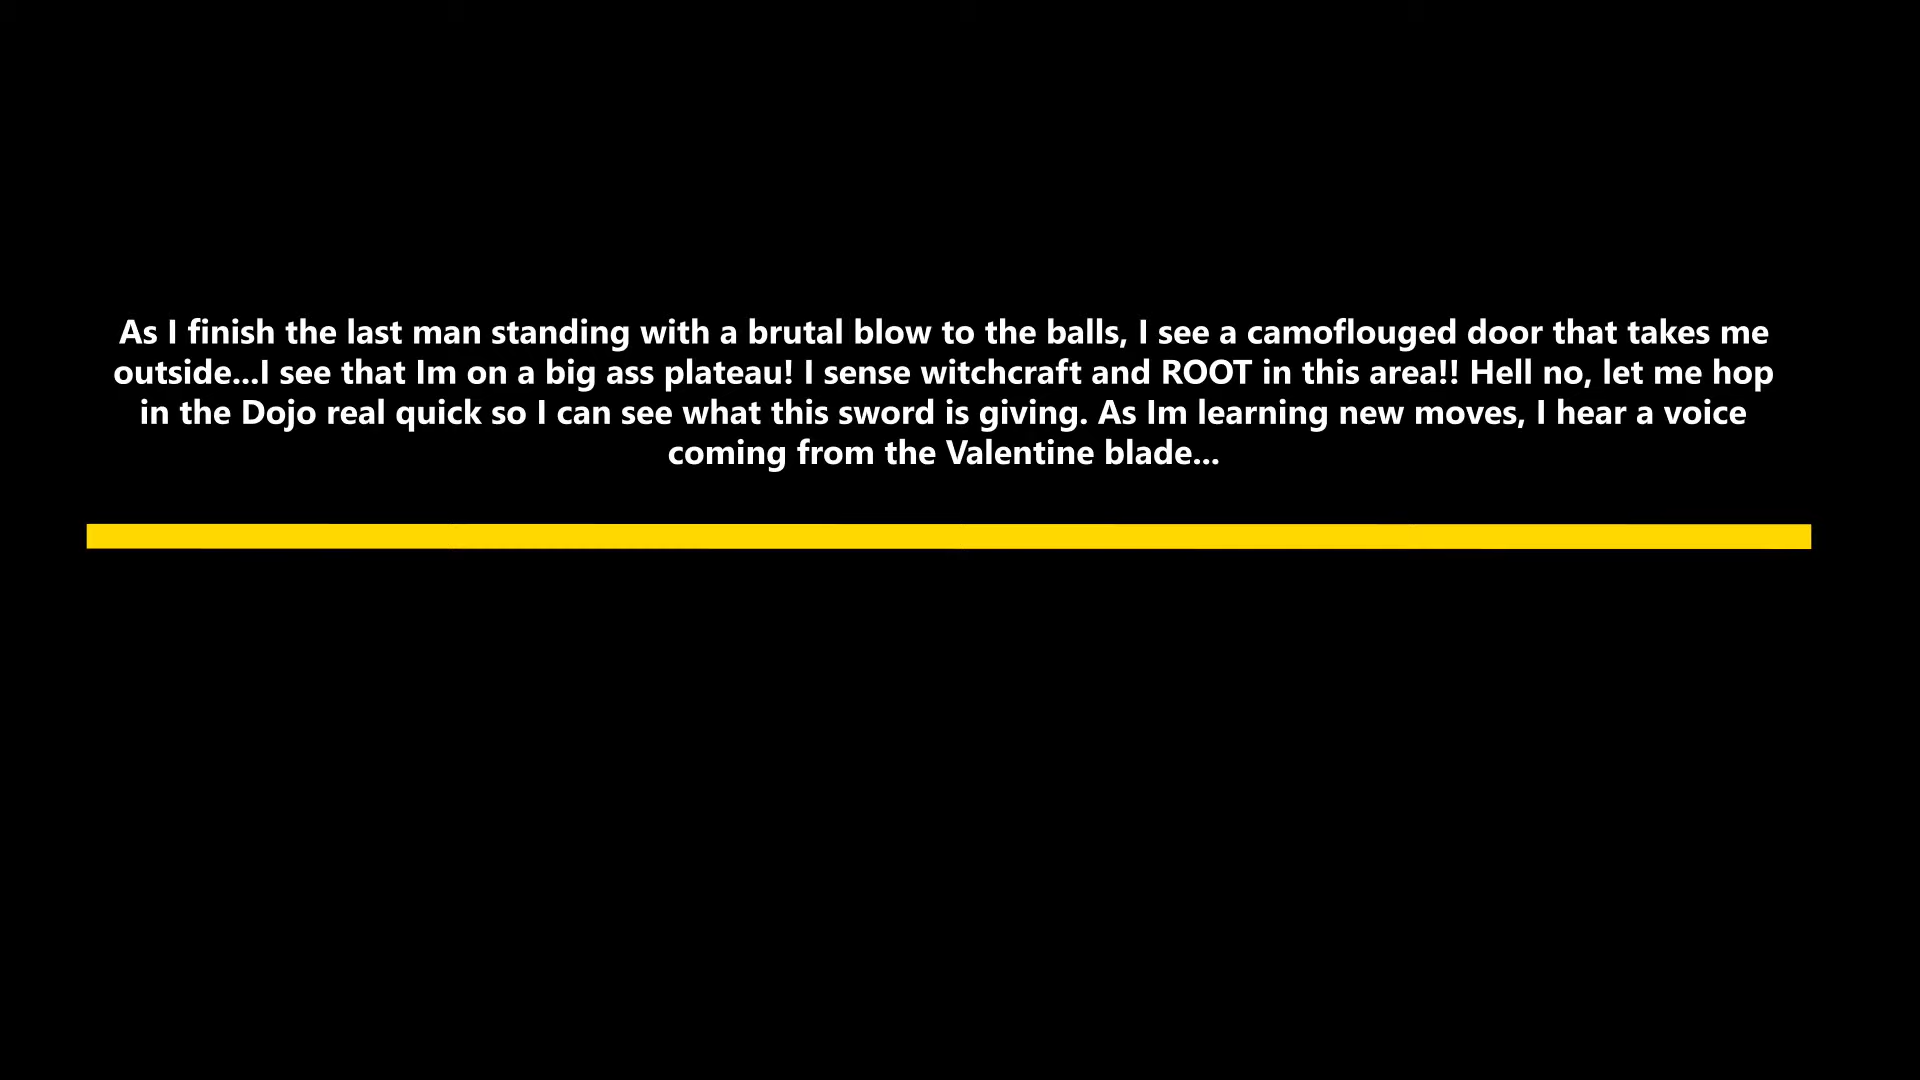 As I finish the last man standing with a brutal blow to the balls, I see a camoflouged door that takes me
outside...I see that Im on a big ass plateau! I sense witchcraft and ROOT in this area!! Hell no, let me hop
in the Dojo real quick so I can see what this sword is giving. As Im learning new moves, I hear a voice
coming from the Valentine blade...